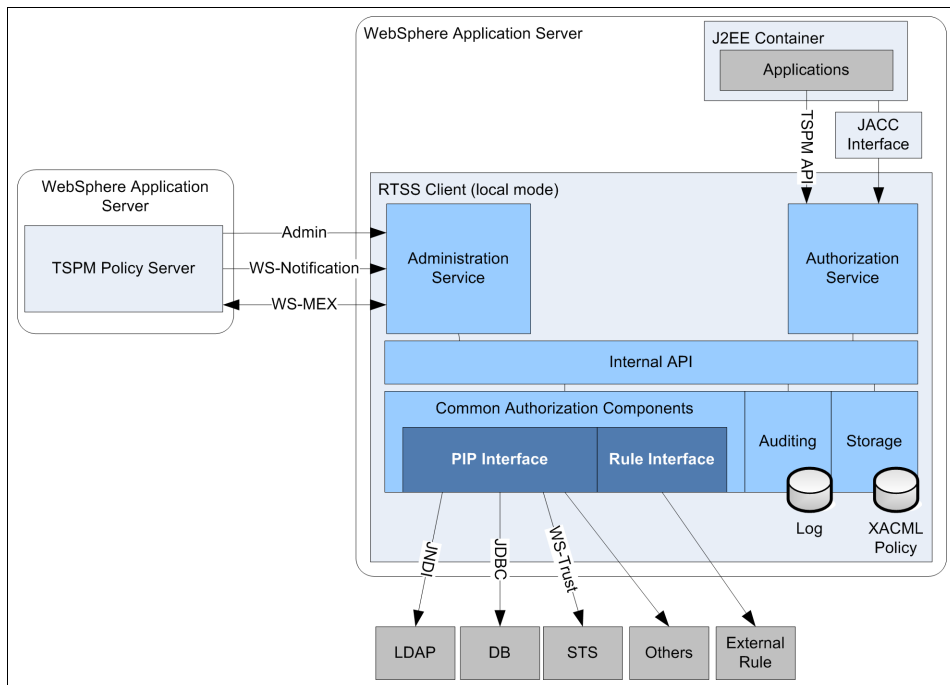 WebSphere Application Server
J2EE Container
Applications
TSPM API
JACC
Interface
WebSphere Application
Server
TSPM Policy Server
Admin
WS-Notification
WS-MEX
RTSS Client (local mode)
Administration
Service
Authorization
Service
Internal API
Common Authorization Components
PIP Interface
Rule Interface
Auditing
Storage
Log
XACML
Policy
JNDI
JDBC
WS-Trust
LDAP
DB
STS
Others
External
Rule